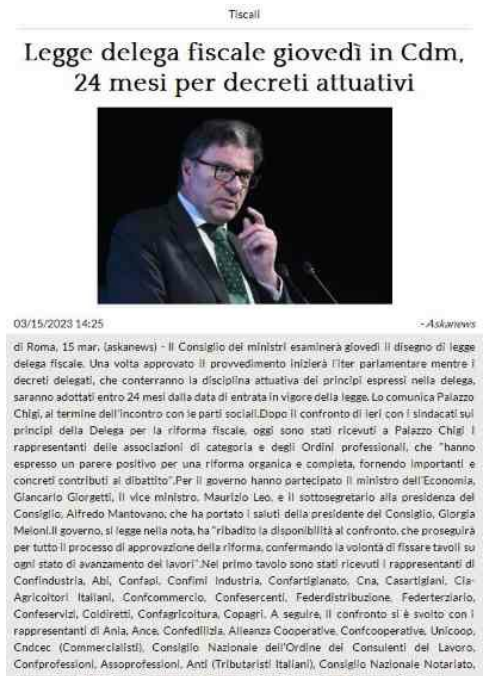 Tiscali
Legge delega fiscale giovedì in Cdm,
24 mesi per decreti attuativi
03/15/2023 14:25
- Askanews
di Roma, 15 mar. (askanews) - Il Consiglio dei ministri esaminerà giovedì il disegno di legge
delega fiscale. Una volta approvato il provvedimento inizierà l'iter parlamentare mentre i
decreti delegati, che conterranno la disciplina attuativa dei principi espressi nella delega,
saranno adottati entro 24 mesi dalla data di entrata in vigore della legge. Lo comunica Palazzo
Chigi, al termine dell'incontro con le parti sociali.Dopo il confronto di ieri con i sindacati sui
principi della Delega per la riforma fiscale, oggi sono stati ricevuti a Palazzo Chigi i
rappresentanti delle associazioni di categoria e degli Ordini professionali, che "hanno
espresso un parere positivo per una riforma organica e completa, fornendo importanti e
concreti contributi al dibattito".Per il governo hanno partecipato il ministro dell'Economia,
Giancarlo Giorgetti, il vice ministro, Maurizio Leo, e il sottosegretario alla presidenza del
Consiglio, Alfredo Mantovano, che ha portato i saluti della presidente del Consiglio, Giorgia
Meloni.Il governo, si legge nella nota, ha "ribadito la disponibilità al confronto, che proseguirà
per tutto il processo di approvazione della riforma, confermando la volontà di fissare tavoli su
ogni stato di avanzamento dei lavori".Nel primo tavolo sono stati ricevuti i rappresentanti di
Confindustria, Abi, Confapi, Confimi Industria, Confartigianato, Cna, Casartigiani, Cia-
Agricoltori Italiani, Confcommercio, Confesercenti, Federdistribuzione, Federterziario,
Confeservizi, Coldiretti, Confagricoltura, Copagri. A seguire, il confronto si è svolto con i
rappresentanti di Ania, Ance, Confedilizia, Alleanza Cooperative, Confcooperative, Unicoop,
Cndcec (Commercialisti), Consiglio Nazionale dell'Ordine dei Consulenti del Lavoro,
Confprofessioni, Assoprofessioni, Anti (Tributaristi Italiani), Consiglio Nazionale Notariato,